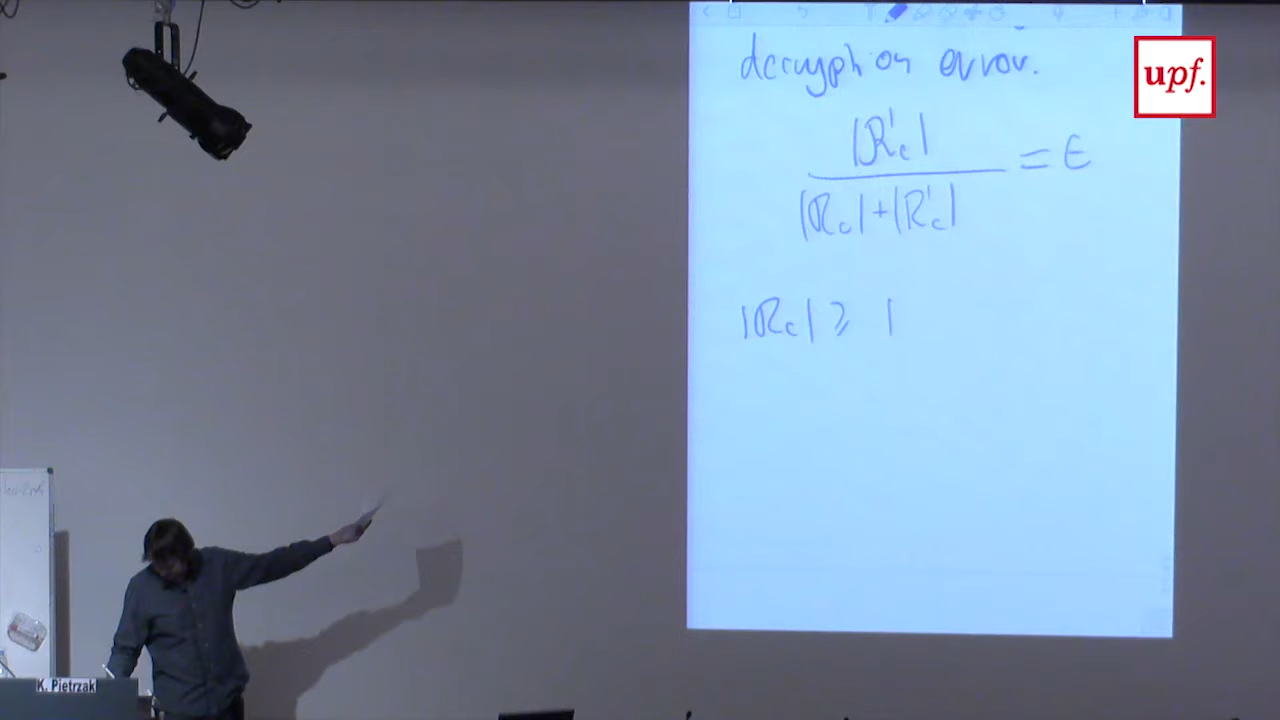 decryption error.
|R'c|
|Rc|+|R'c|
= ϵ
|Rc| ⩾ 1
upf.
K. Pietrzak